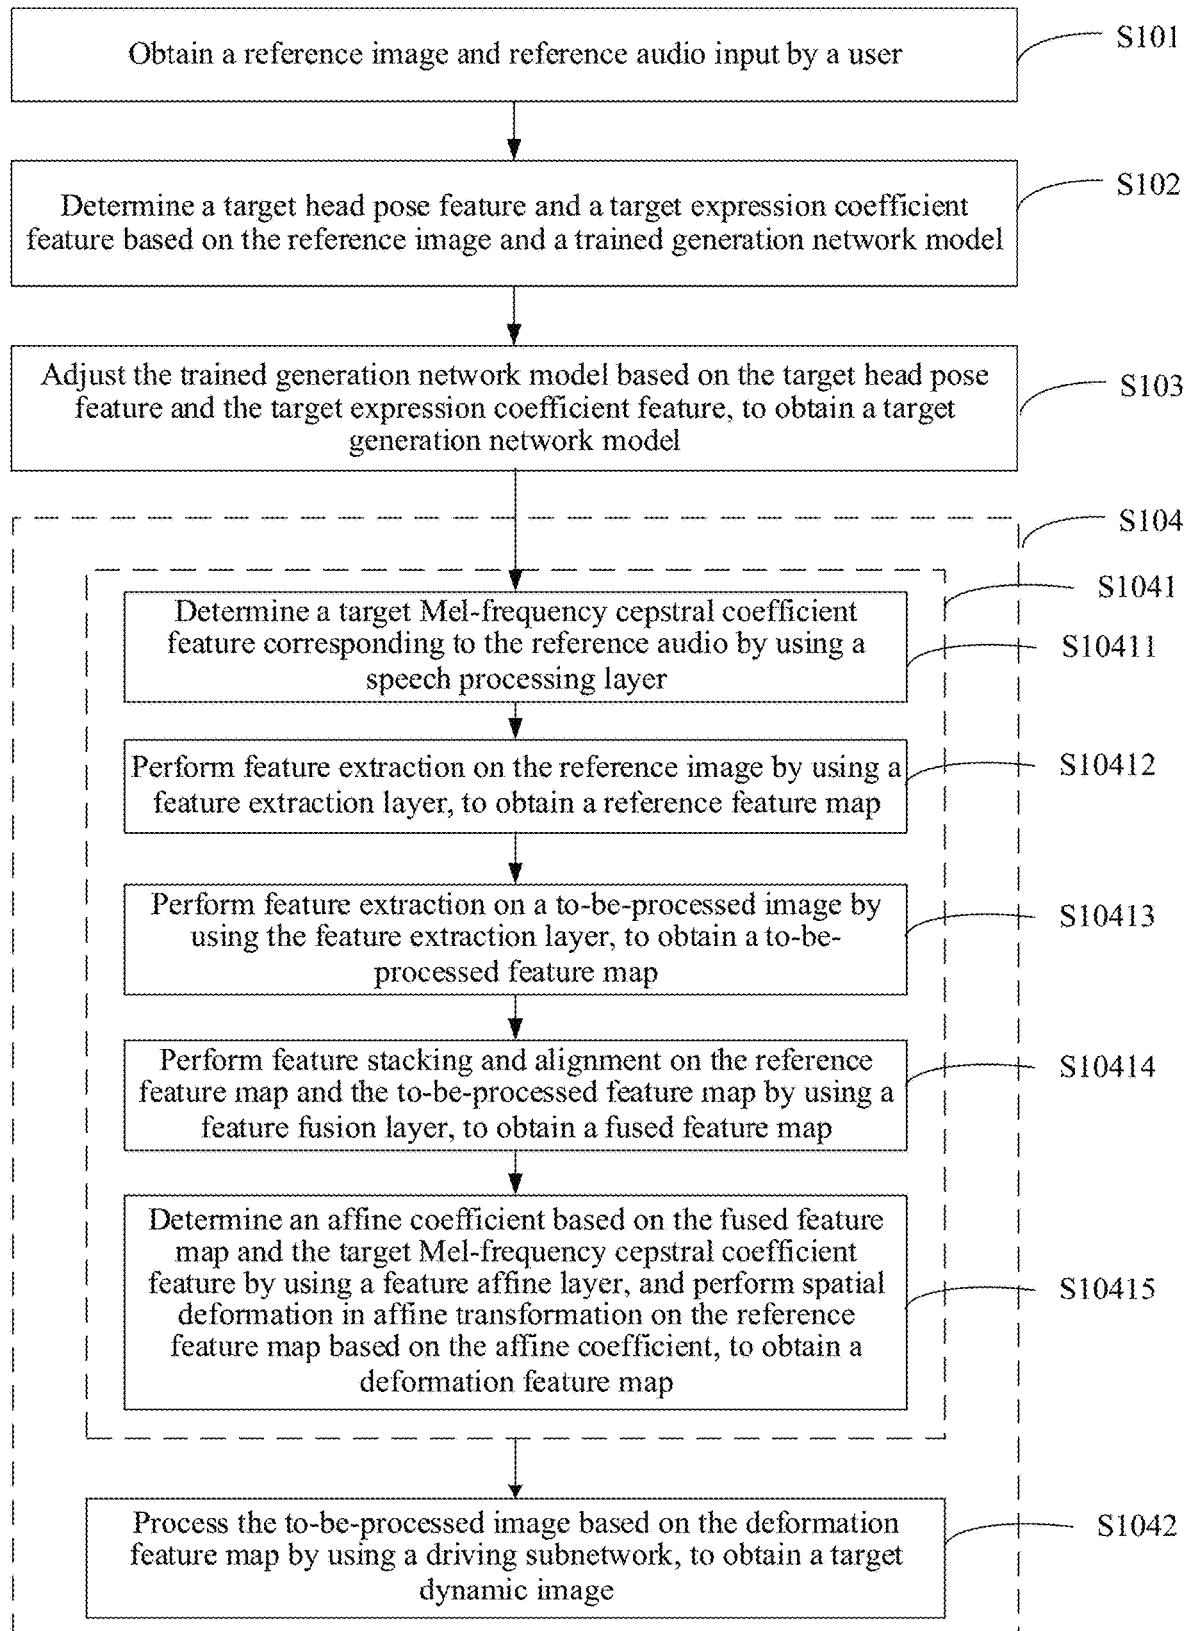 Obtain a reference image and reference audio input by a user
S101
Determine a target head pose feature and a target expression coefficient
feature based on the reference image and a trained generation network model
S102
Adjust the trained generation network model based on the target head pose
feature and the target expression coefficient feature, to obtain a target
generation network model
S103
S104
S1041
Determine a target Mel-frequency cepstral coefficient
feature corresponding to the reference audio by using a
speech processing layer
S10411
Perform feature extraction on the reference image by using a
feature extraction layer, to obtain a reference feature map
S10412
Perform feature extraction on a to-be-processed image by
using the feature extraction layer, to obtain a to-be-
processed feature map
S10413
Perform feature stacking and alignment on the reference
feature map and the to-be-processed feature map by using a
feature fusion layer, to obtain a fused feature map
S10414
Determine an affine coefficient based on the fused feature
map and the target Mel-frequency cepstral coefficient
feature by using a feature affine layer, and perform spatial
deformation in affine transformation on the reference
feature map based on the affine coefficient, to obtain a
deformation feature map
S10415
Process the to-be-processed image based on the deformation
feature map by using a driving subnetwork, to obtain a target
dynamic image
S1042